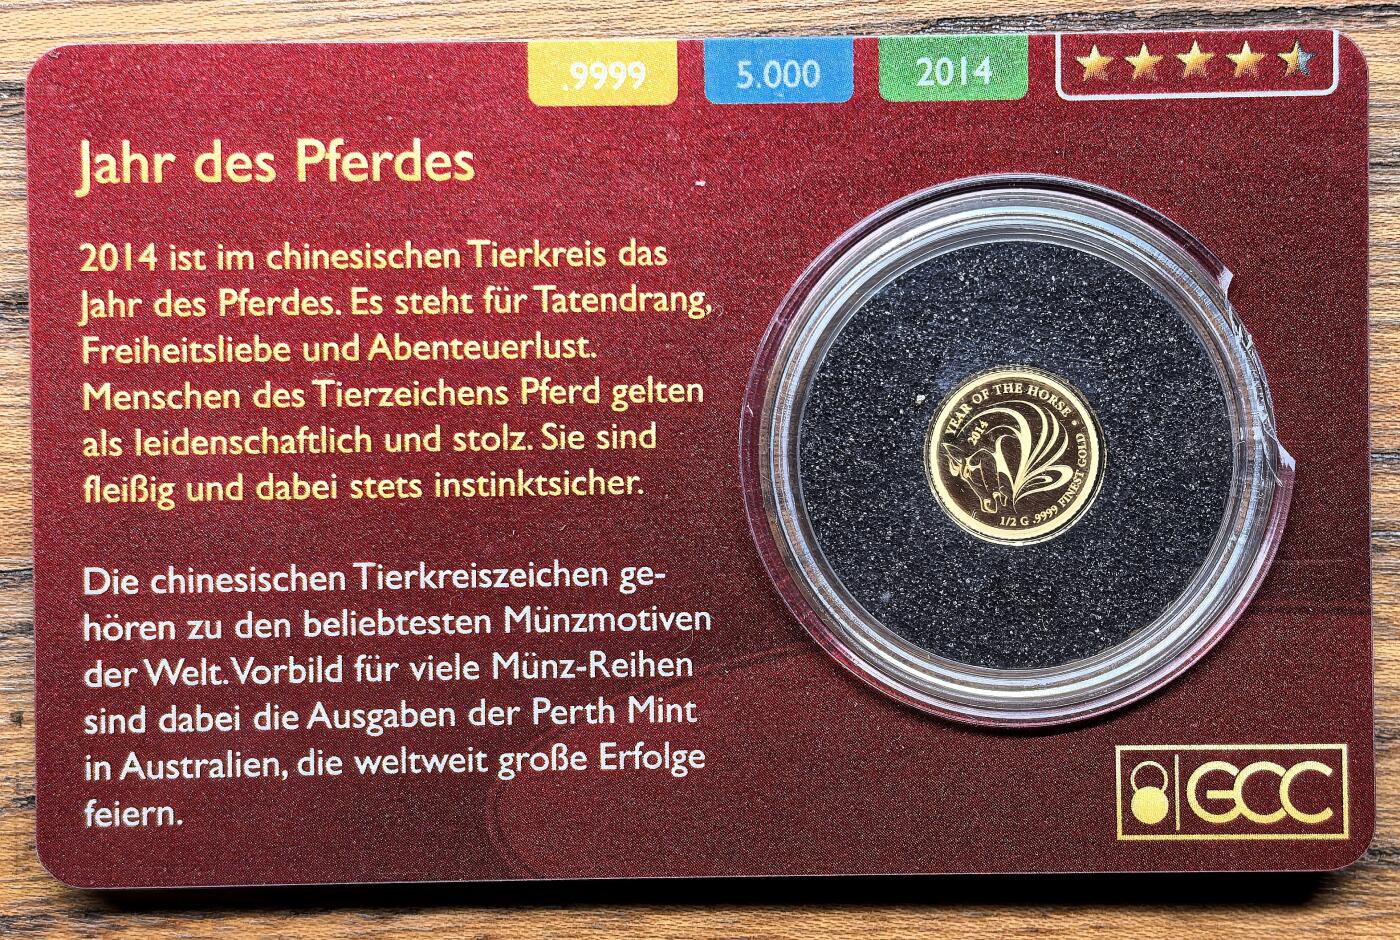 .9999
5.000
2014
Jahr des Pferdes
2014 ist im chinesischen Tierkreis das
Jahr des Pferdes. Es steht für Tatendrang,
Freiheitsliebe und Abenteuerlust.
Menschen des Tierzeichens Pferd gelten
als leidenschaftlich und stolz. Sie sind
fleißig und dabei stets instinktsicher.
Die chinesischen Tierkreiszeichen ge-
hören zu den beliebtesten Münzmotiven
der Welt. Vorbild für viele Münz-Reihen
sind dabei die Ausgaben der Perth Mint
in Australien, die weltweit große Erfolge
feiern.
YEAR OF THE HORSE • 1/2 G .9999 FINEST GOLD
2014
GCC